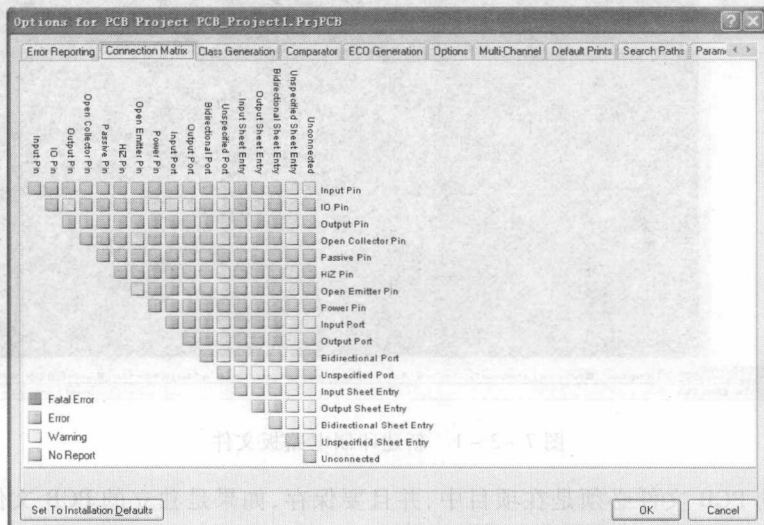 Options for PCB Project PCB_Project1.PrjPCB
Error Reporting Connection Matrix Class Generation Comparator ECO Generation Options Multi-Channel Default Prints Search Paths Param
Input Pin
IO Pin
Output Pin
Open Collector Pin
Passive Pin
HiZ Pin
Open Emitter Pin
Power Pin
Input Port
Output Port
Bidirectional Port
Unspecified Port
Input Sheet Entry
Output Sheet Entry
Bidirectional Sheet Entry
Unspecified Sheet Entry
Unconnected
Input Pin
IO Pin
Output Pin
Open Collector Pin
Passive Pin
HiZ Pin
Open Emitter Pin
Power Pin
Input Port
Output Port
Bidirectional Port
Unspecified Port
Input Sheet Entry
Output Sheet Entry
Bidirectional Sheet Entry
Unspecified Sheet Entry
Unconnected
Fatal Error
Error
Warning
No Report
Set To Installation Defaults
OK
Cancel